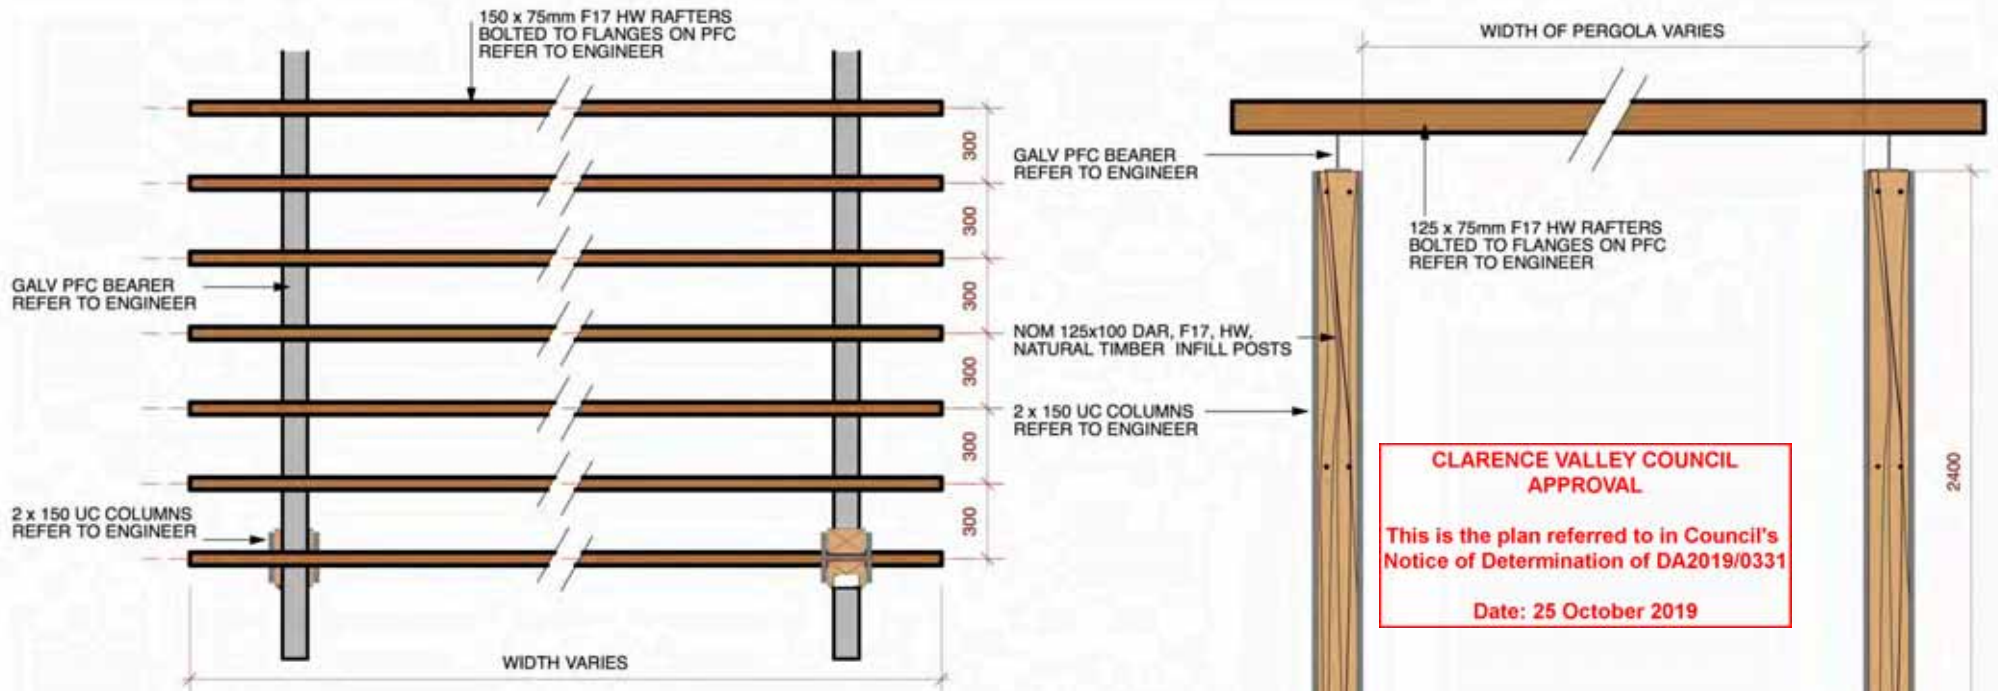 150 x 75mm F17 HW RAFTERS
BOLTED TO FLANGES ON PFC
REFER TO ENGINEER
300
300
300
300
300
300
GALV PFC BEARER
REFER TO ENGINEER
2 x 150 UC COLUMNS
REFER TO ENGINEER
WIDTH VARIES
WIDTH OF PERGOLA VARIES
GALV PFC BEARER
REFER TO ENGINEER
125 x 75mm F17 HW RAFTERS
BOLTED TO FLANGES ON PFC
REFER TO ENGINEER
NOM 125x100 DAR, F17, HW,
NATURAL TIMBER INFILL POSTS
2 x 150 UC COLUMNS
REFER TO ENGINEER
2400
CLARENCE VALLEY COUNCIL
APPROVAL
This is the plan referred to in Council's
Notice of Determination of DA2019/0331
Date: 25 October 2019